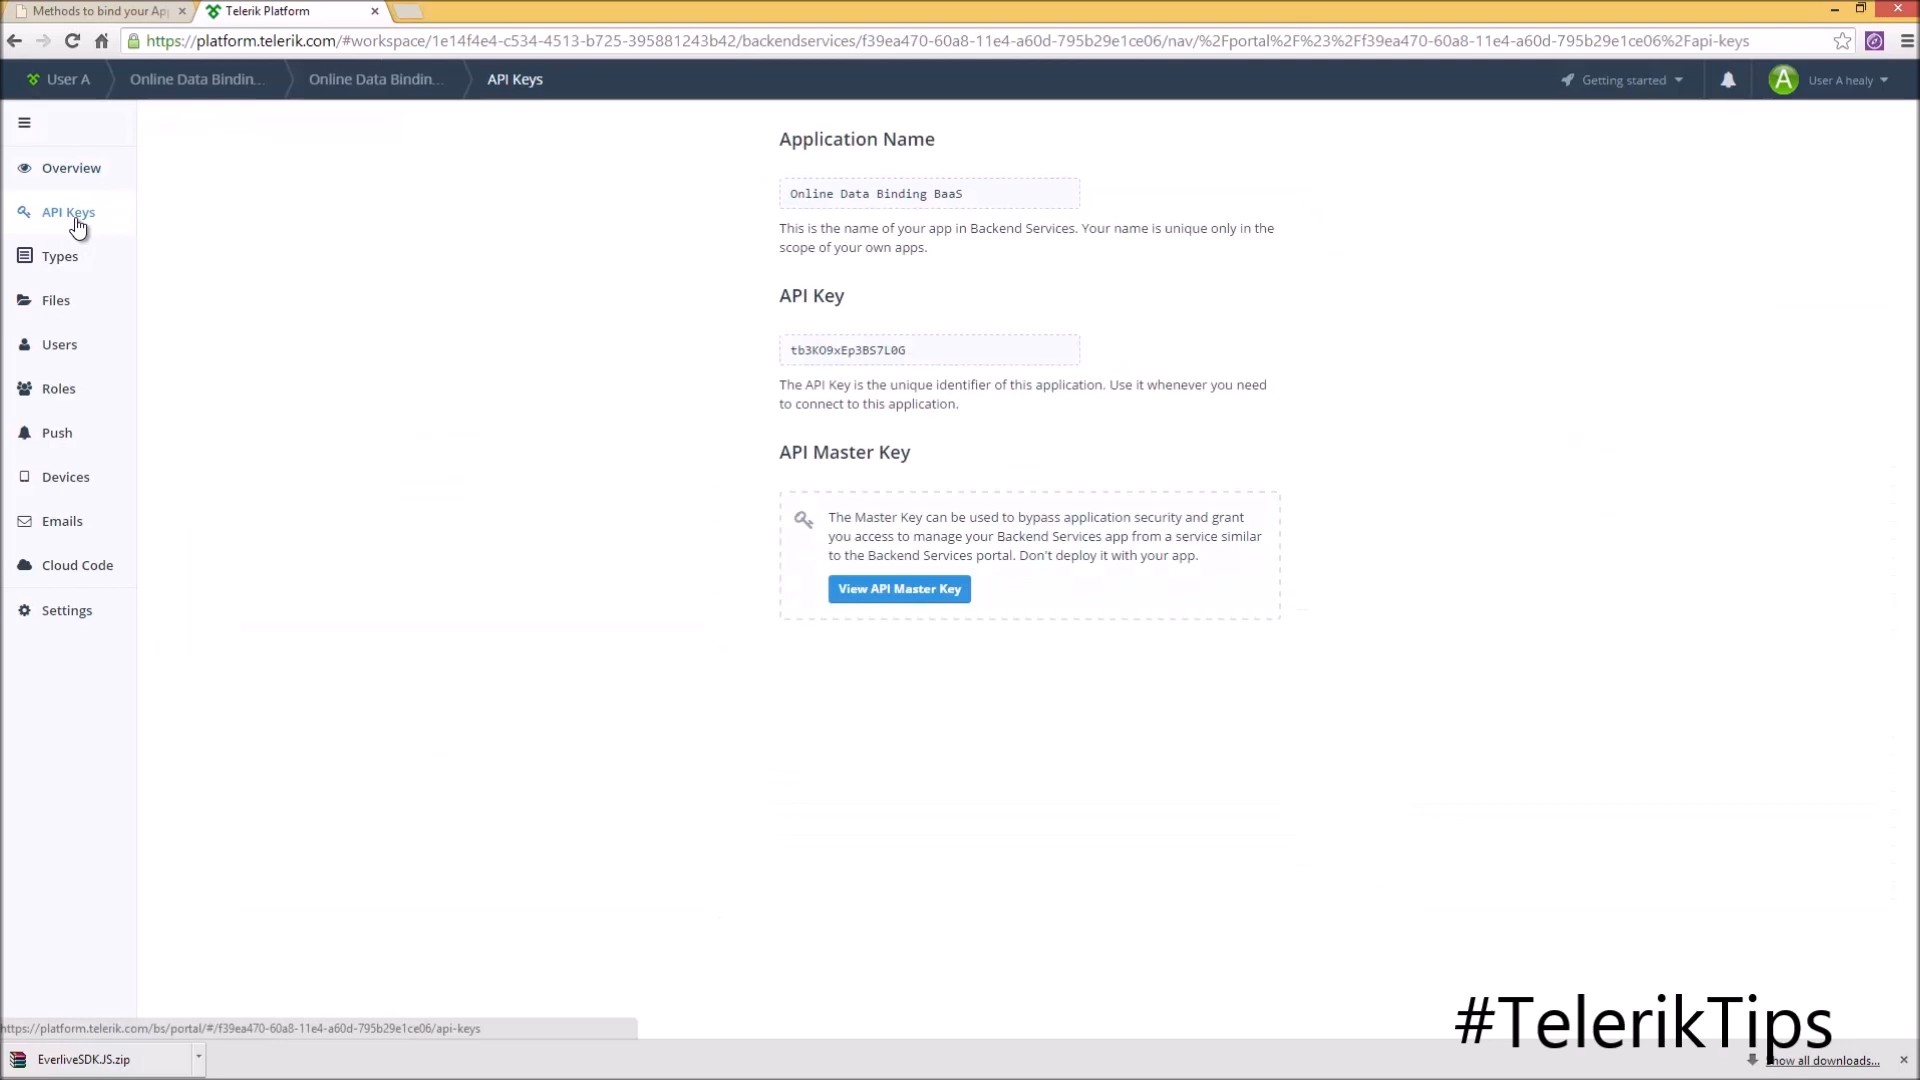 Methods to bind your Ap
Telerik Platform
https://platform.telerik.com/#workspace/1e14f4e4-c534-4513-b725-395881243b42/backendservices/f39ea470-60a8-11e4-a60d-795b29e1ce06/nav/%2Fportal%2F%23%2Ff39ea470-60a8-11e4-a60d-795b29e1ce06%2Fapi-keys
User A
Online Data Bindin...
Online Data Bindin...
API Keys
Getting started
A
User A healy
Overview
API Keys
Types
Files
Users
Roles
Push
Devices
Emails
Cloud Code
Settings
Application Name
Online Data Binding BaaS
This is the name of your app in Backend Services. Your name is unique only in the
scope of your own apps.
API Key
tb3KO9xEp3BS7L0G
The API Key is the unique identifier of this application. Use it whenever you need
to connect to this application.
API Master Key
The Master Key can be used to bypass application security and grant
you access to manage your Backend Services app from a service similar
to the Backend Services portal. Don't deploy it with your app.
View API Master Key
#TelerikTips
https://platform.telerik.com/bs/portal/#/f39ea470-60a8-11e4-a60d-795b29e1ce06/api-keys
EverliveSDK.JS.zip
Show all downloads...